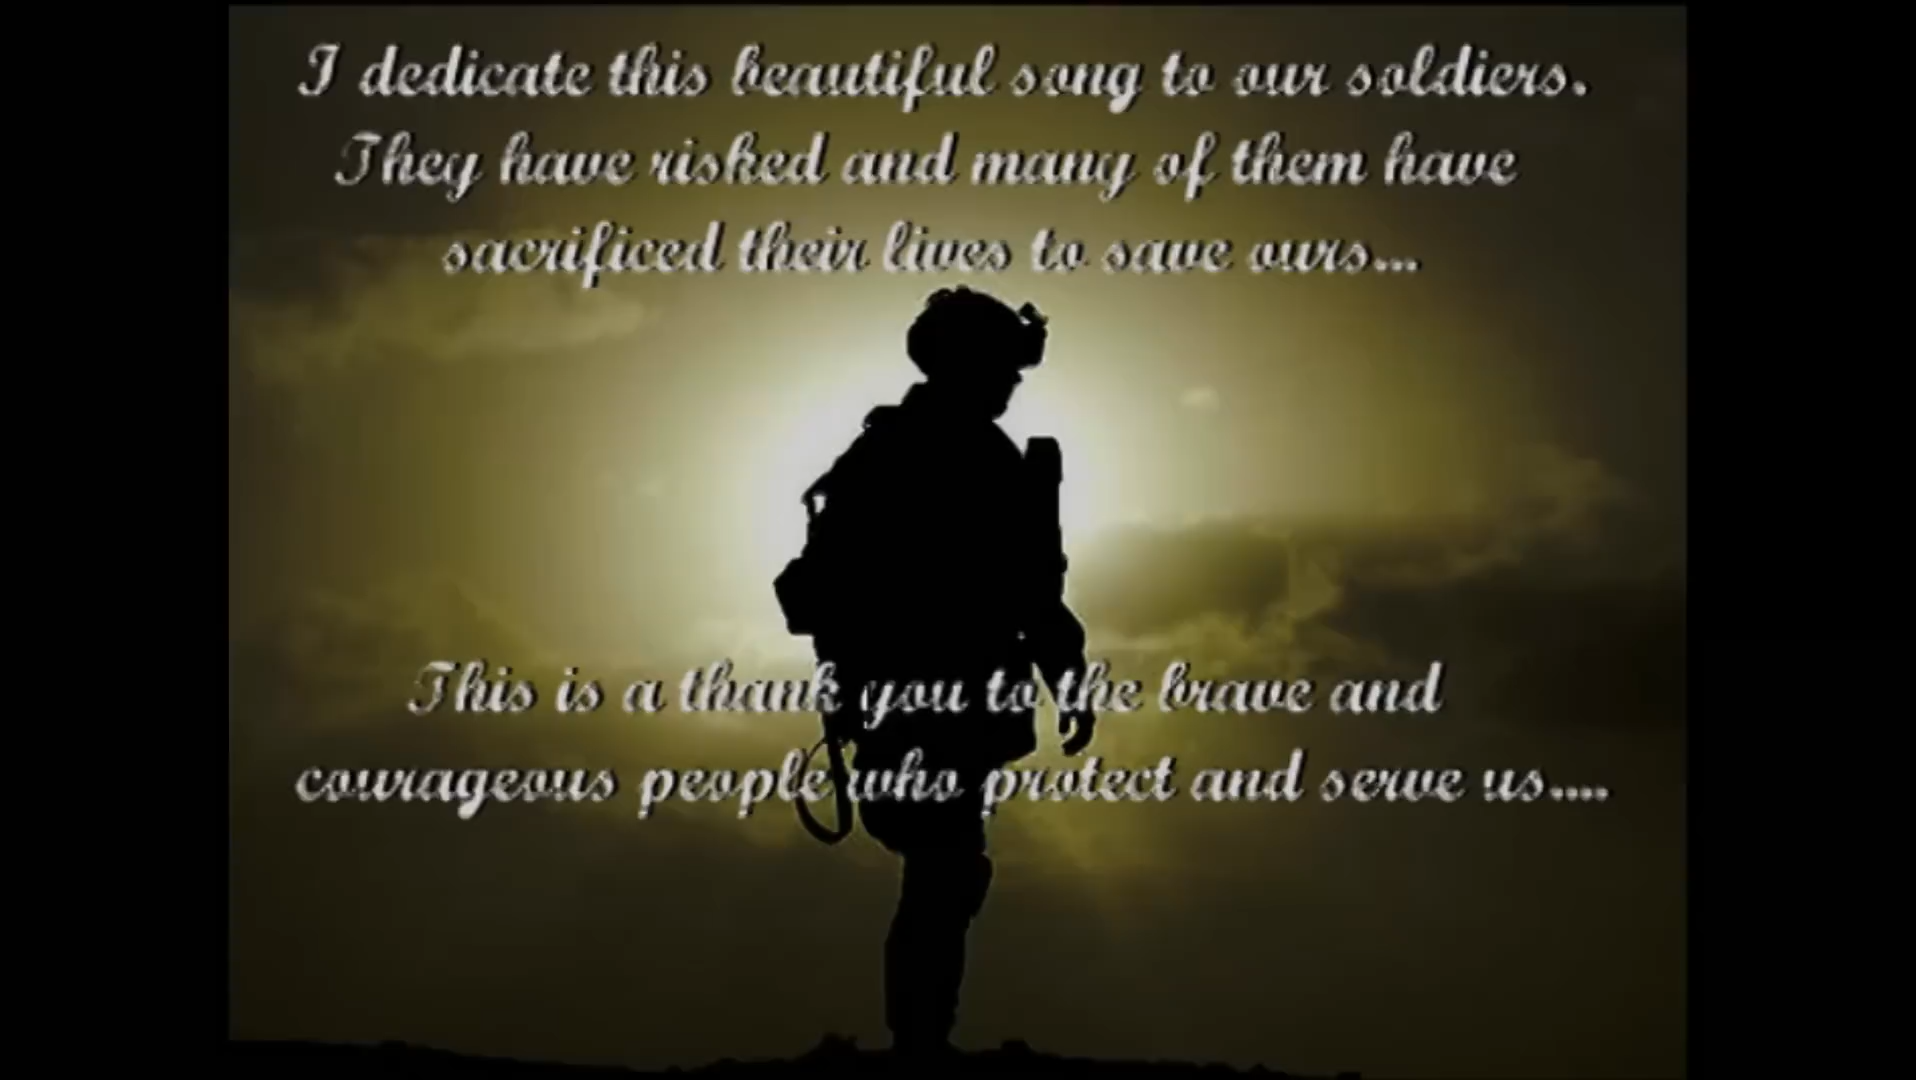 I dedicate this beautiful song to our soldiers.
They have risked and many of them have
sacrificed their lives to save ours...
This is a thank you to the brave and
courageous people who protect and serve us....